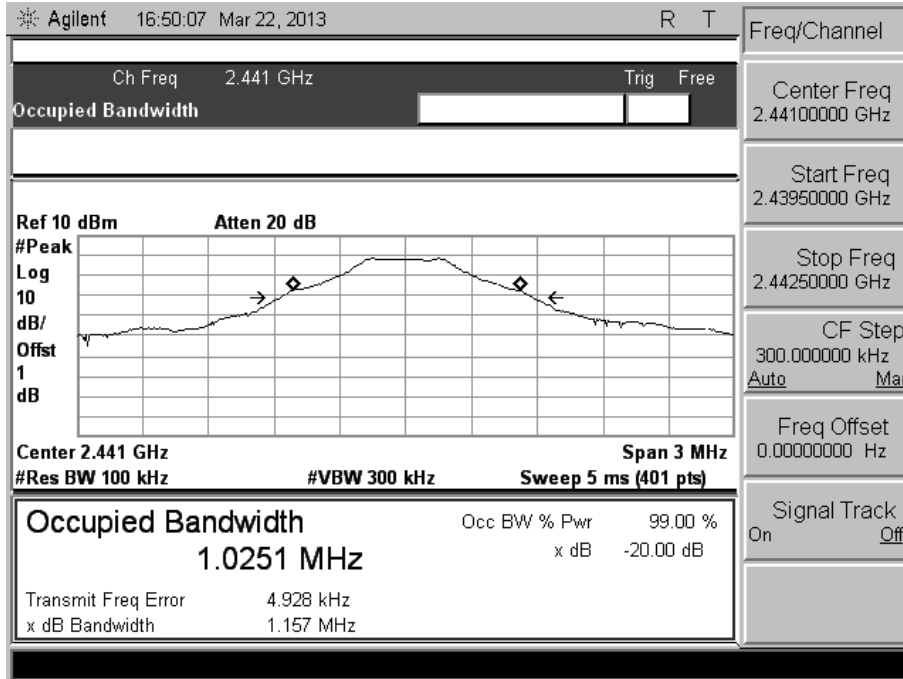 Agilent 16:50:07 Mar 22, 2013 R T
Ch Freq 2.441 GHz Trig Free
Occupied Bandwidth
Ref 10 dBm Atten 20 dB
#Peak
Log
10
dB/
Offst
1
dB
Center 2.441 GHz Span 3 MHz
#Res BW 100 kHz #VBW 300 kHz Sweep 5 ms (401 pts)
Occupied Bandwidth Occ BW % Pwr 99.00 %
1.0251 MHz x dB -20.00 dB
Transmit Freq Error 4.928 kHz
x dB Bandwidth 1.157 MHz
Freq/Channel
Center Freq
2.44100000 GHz
Start Freq
2.43950000 GHz
Stop Freq
2.44250000 GHz
CF Step
300.000000 kHz
Auto Ma
Freq Offset
0.00000000 Hz
Signal Track
On Off